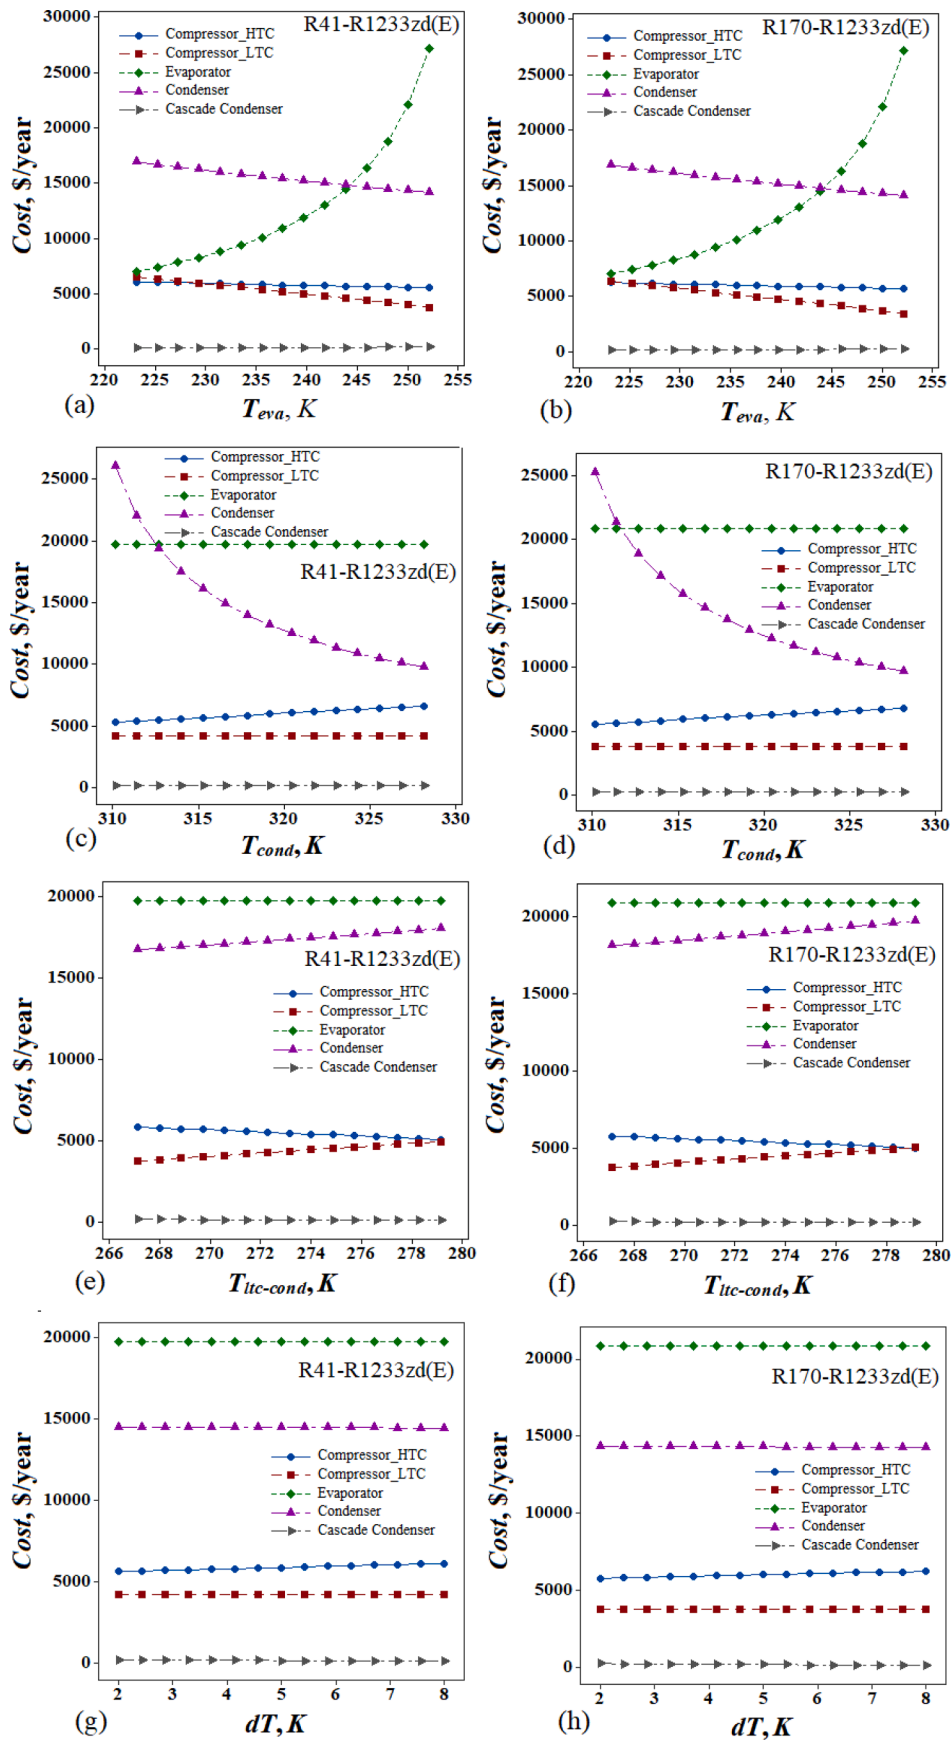 R41-R1233zd(E)
Compressor_HTC
Compressor_LTC
Evaporator
Condenser
Cascade Condenser
30000
25000
20000
15000
10000
5000
0
Cost, $/year
220 225 230 235 240 245 250 255
(a) Teva, K
R170-R1233zd(E)
Compressor_HTC
Compressor_LTC
Evaporator
Condenser
Cascade Condenser
30000
25000
20000
15000
10000
5000
0
Cost, $/year
220 225 230 235 240 245 250 255
(b) Teva, K
Compressor_HTC
Compressor_LTC
Evaporator
Condenser
Cascade Condenser
R41-R1233zd(E)
25000
20000
15000
10000
5000
0
Cost, $/year
310 315 320 325 330
(c) Tcond, K
R170-R1233zd(E)
Compressor_HTC
Compressor_LTC
Evaporator
Condenser
Cascade Condenser
25000
20000
15000
10000
5000
0
Cost, $/year
310 315 320 325 330
(d) Tcond, K
R41-R1233zd(E)
Compressor_HTC
Compressor_LTC
Evaporator
Condenser
Cascade Condenser
20000
15000
10000
5000
0
Cost, $/year
266 268 270 272 274 276 278 280
(e) Tltc-cond, K
R170-R1233zd(E)
Compressor_HTC
Compressor_LTC
Evaporator
Condenser
Cascade Condenser
20000
15000
10000
5000
0
Cost, $/year
266 268 270 272 274 276 278 280
(f) Tltc-cond, K
R41-R1233zd(E)
Compressor_HTC
Compressor_LTC
Evaporator
Condenser
Cascade Condenser
20000
15000
10000
5000
0
Cost, $/year
2 3 4 5 6 7 8
(g) dT, K
R170-R1233zd(E)
Compressor_HTC
Compressor_LTC
Evaporator
Condenser
Cascade Condenser
20000
15000
10000
5000
0
Cost, $/year
2 3 4 5 6 7 8
(h) dT, K